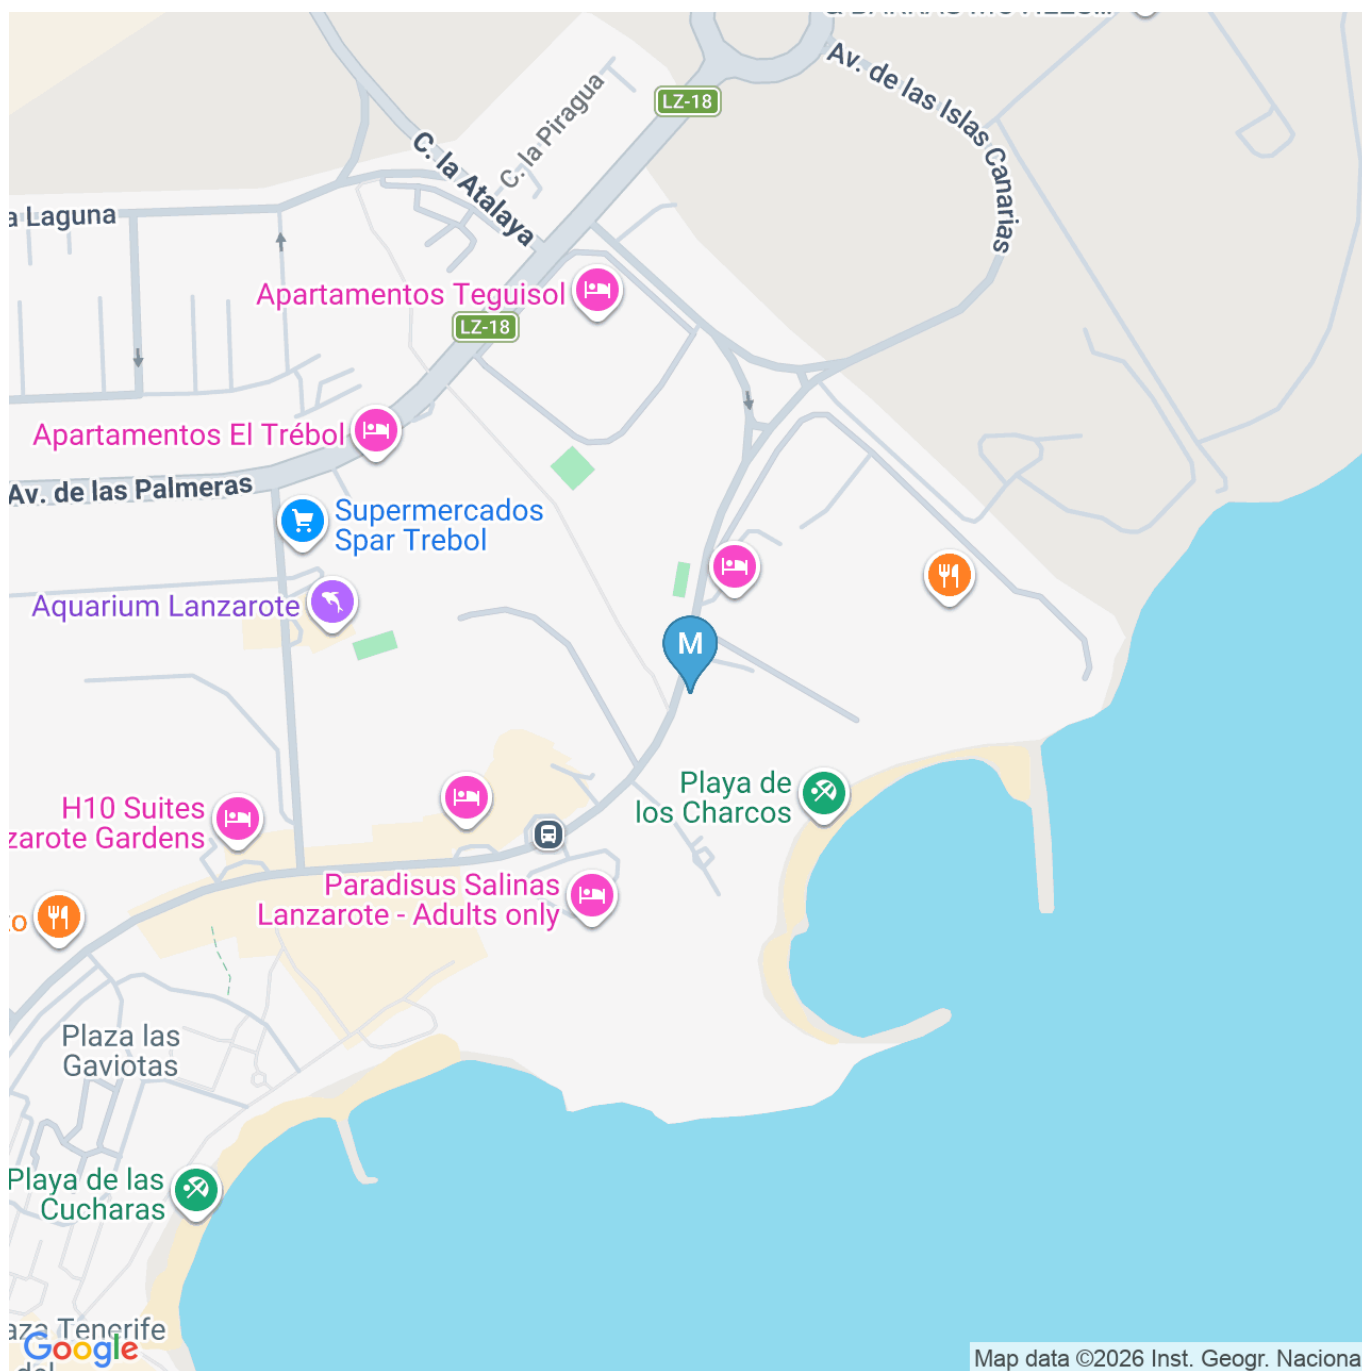 Av. de las Islas Canarias
LZ-18
C. la Piragua
C. la Atalaya
a Laguna
Apartamentos Teguisol
LZ-18
Apartamentos El Trébol
Av. de las Palmeras
Supermercados
Spar Trebol
Aquarium Lanzarote
M
Playa de
los Charcos
H10 Suites
zarote Gardens
Paradisus Salinas
Lanzarote - Adults only
to
Plaza las
Gaviotas
Playa de las
Cucharas
aza Tenerife
del
Google
Map data ©2026 Inst. Geogr. Naciona